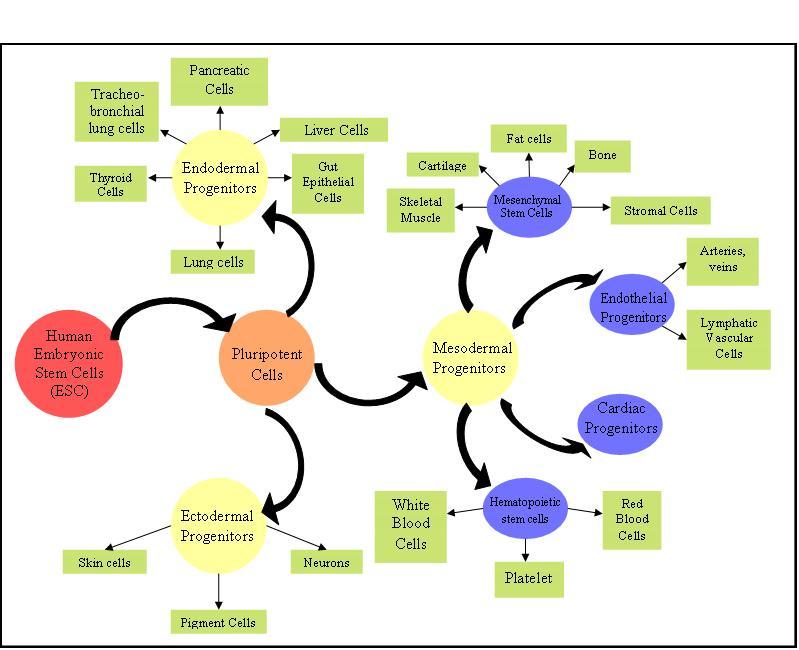 Pancreatic
Cells
Tracheo-
bronchial
lung cells
Liver Cells
Endodermal
Progenitors
Thyroid
Cells
Gut
Epithelial
Cells
Lung cells
Fat cells
Cartilage
Bone
Skeletal
Muscle
Mesenchymal
Stem Cells
Stromal Cells
Arteries,
veins
Endothelial
Progenitors
Lymphatic
Vascular
Cells
Human
Embryonic
Stem Cells
(ESC)
Pluripotent
Cells
Mesodermal
Progenitors
Cardiac
Progenitors
Ectodermal
Progenitors
Skin cells
Neurons
Pigment Cells
White
Blood
Cells
Hematopoietic
stem cells
Red
Blood
Cells
Platelet